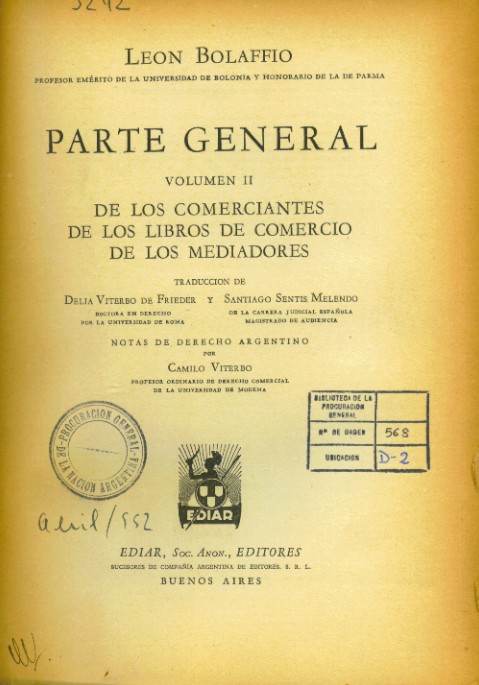 LEON BOLAFFIO
PROFESOR EMÉRITO DE LA UNIVERSIDAD DE BOLONIA Y HONORARIO DE LA DE PARMA
PARTE GENERAL
VOLUMEN II
DE LOS COMERCIANTES
DE LOS LIBROS DE COMERCIO
DE LOS MEDIADORES
TRADUCCION DE
DELIA VITERBO DE FRIEDER Y SANTIAGO SENTIS MELENDO
DOCTORA EN DERECHO DE LA CARRERA JUDICIAL ESPAÑOLA
POR LA UNIVERSIDAD DE ROMA MAGISTRADO DE AUDIENCIA
NOTAS DE DERECHO ARGENTINO
POR
CAMILO VITERBO
PROFESOR ORDINARIO DE DERECHO COMERCIAL
DE LA UNIVERSIDAD DE MODENA
BIBLIOTECA DE LA
PROCURACION
GENERAL
Nº DE ORDEN 568
UBICACION D-2
PROCURACION GENERAL
DE LA NACION ARGENTINA
EDIAR
Abril/552
EDIAR, SOC. ANON., EDITORES
SUCESORES DE COMPAÑÍA ARGENTINA DE EDITORES. S. R. L.
BUENOS AIRES